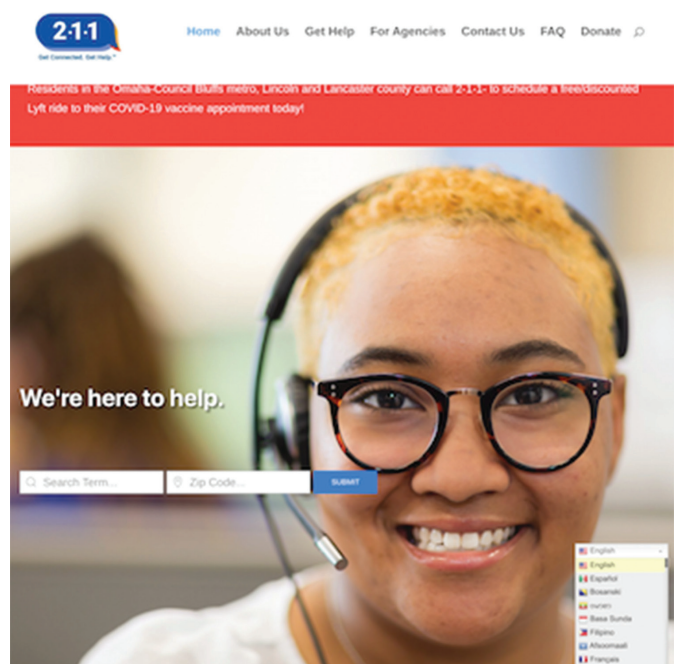 2·1·1
Get Connected. Get Help.™
Home About Us Get Help For Agencies Contact Us FAQ Donate
Residents in the Omaha-Council Bluffs metro, Lincoln and Lancaster county can call 2-1-1- to schedule a free/discounted
Lyft ride to their COVID-19 vaccine appointment today!
We're here to help.
Search Term... Zip Code... SUBMIT
English
English
Español
Bosanski
Basa Sunda
Filipino
Afsoomaali
Français